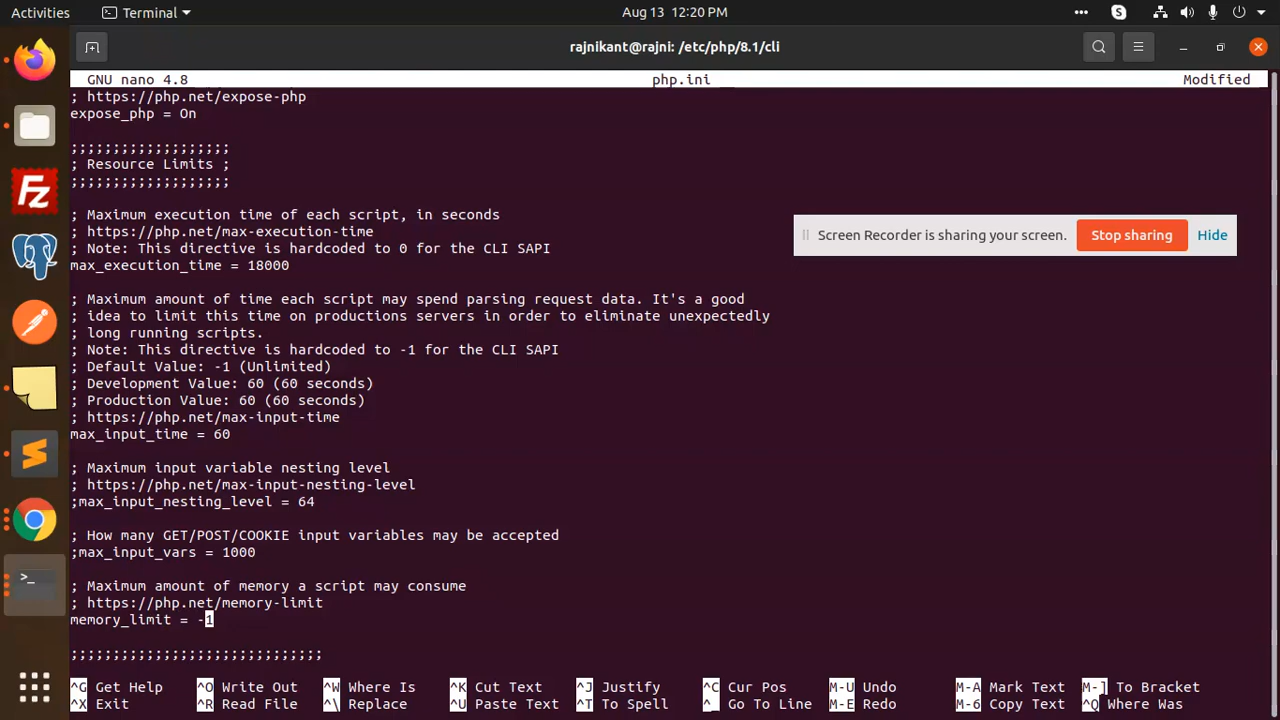 Activities
Terminal
Aug 13 12:20 PM
rajnikant@rajni: /etc/php/8.1/cli
GNU nano 4.8
php.ini
Modified
; https://php.net/expose-php
expose_php = On
;;;;;;;;;;;;;;;;;;;
; Resource Limits ;
;;;;;;;;;;;;;;;;;;;
; Maximum execution time of each script, in seconds
; https://php.net/max-execution-time
; Note: This directive is hardcoded to 0 for the CLI SAPI
max_execution_time = 18000
Screen Recorder is sharing your screen.
Stop sharing
Hide
; Maximum amount of time each script may spend parsing request data. It's a good
; idea to limit this time on productions servers in order to eliminate unexpectedly
; long running scripts.
; Note: This directive is hardcoded to -1 for the CLI SAPI
; Default Value: -1 (Unlimited)
; Development Value: 60 (60 seconds)
; Production Value: 60 (60 seconds)
; https://php.net/max-input-time
max_input_time = 60
; Maximum input variable nesting level
; https://php.net/max-input-nesting-level
;max_input_nesting_level = 64
; How many GET/POST/COOKIE input variables may be accepted
;max_input_vars = 1000
; Maximum amount of memory a script may consume
; https://php.net/memory-limit
memory_limit = -1
;;;;;;;;;;;;;;;;;;;;;;;;;;;;;;
^G Get Help ^O Write Out ^W Where Is ^K Cut Text ^J Justify ^C Cur Pos M-U Undo M-A Mark Text M-] To Bracket
^X Exit ^R Read File ^\ Replace ^U Paste Text ^T To Spell ^_ Go To Line M-E Redo M-6 Copy Text ^Q Where Was